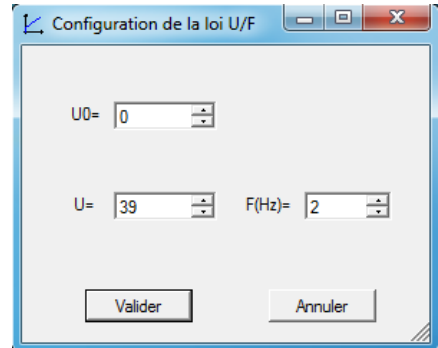 Configuration de la loi U/F
U0= 0
U= 39 F(Hz)= 2
Valider Annuler